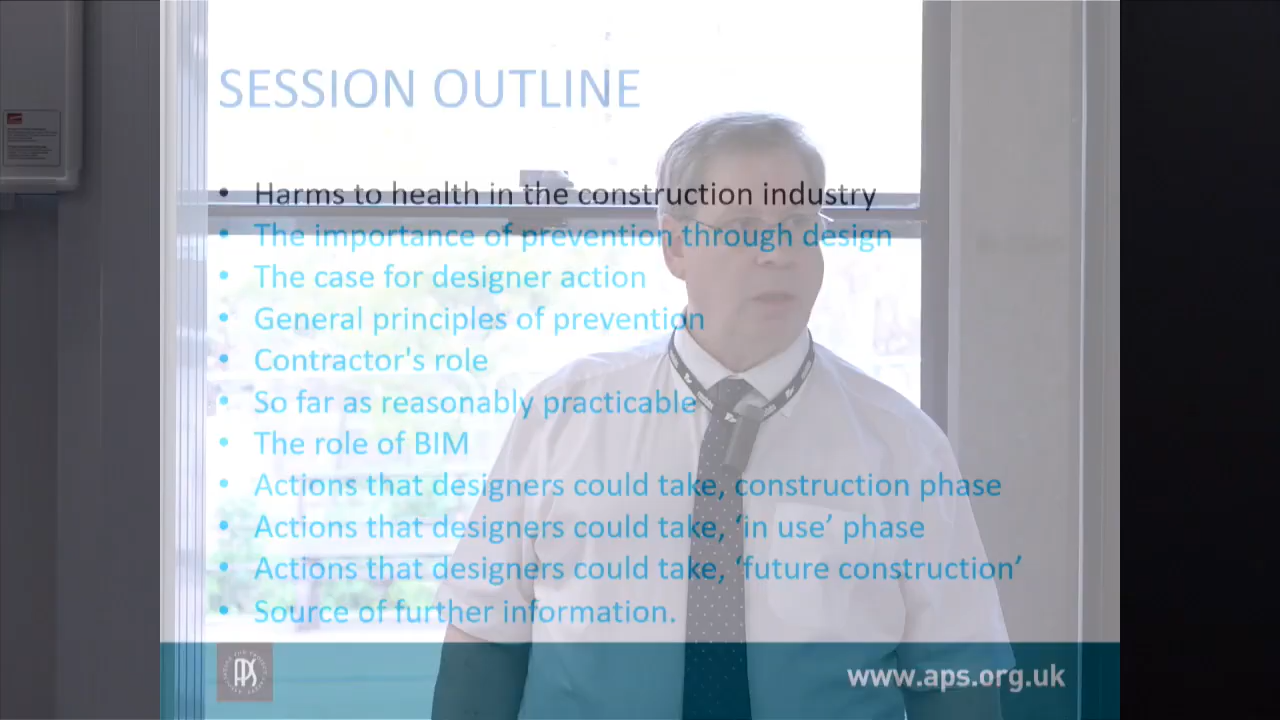 SESSION OUTLINE
• Harms to health in the construction industry
• The importance of prevention through design
• The case for designer action
• General principles of prevention
• Contractor's role
• So far as reasonably practicable
• The role of BIM
• Actions that designers could take, construction phase
• Actions that designers could take, ‘in use’ phase
• Actions that designers could take, ‘future construction’
• Source of further information.
APS
www.aps.org.uk